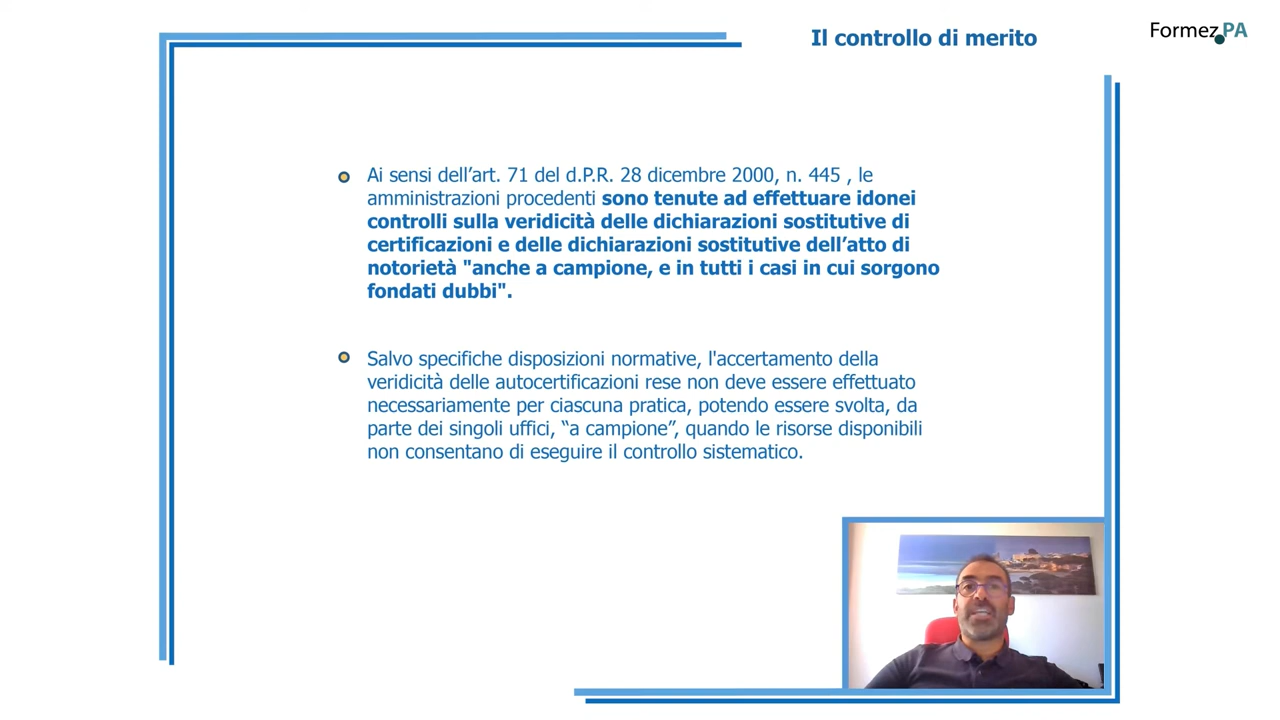 Il controllo di merito
Formez PA
Ai sensi dell’art. 71 del d.P.R. 28 dicembre 2000, n. 445 , le
amministrazioni procedenti sono tenute ad effettuare idonei
controlli sulla veridicità delle dichiarazioni sostitutive di
certificazioni e delle dichiarazioni sostitutive dell’atto di
notorietà "anche a campione, e in tutti i casi in cui sorgono
fondati dubbi".
Salvo specifiche disposizioni normative, l'accertamento della
veridicità delle autocertificazioni rese non deve essere effettuato
necessariamente per ciascuna pratica, potendo essere svolta, da
parte dei singoli uffici, “a campione”, quando le risorse disponibili
non consentano di eseguire il controllo sistematico.